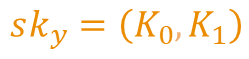 sk_y = (K_0, K_1)